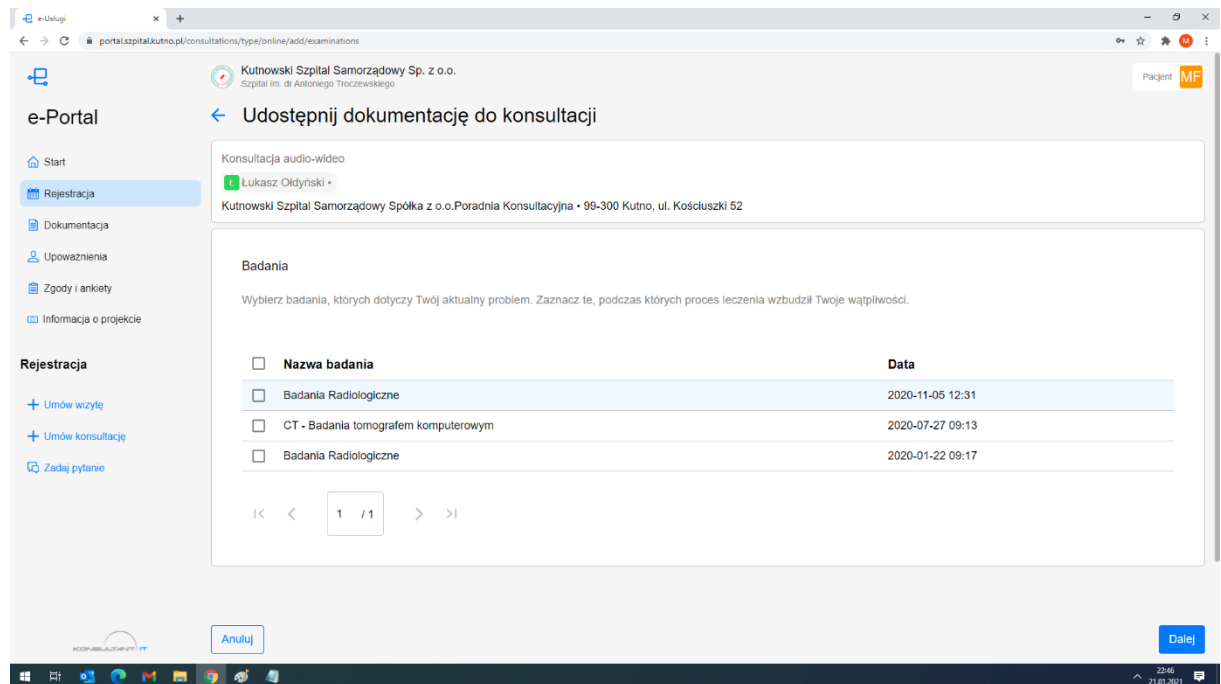 e-Usługi
portal.szpital.kutno.pl/consultations/type/online/add/examinations
M
e-Portal
Start
Rejestracja
Dokumentacja
Upoważnienia
Zgody i ankiety
Informacja o projekcie
Rejestracja
Umów wizytę
Umów konsultację
Zadaj pytanie
KONSULTANT IT
Kutnowski Szpital Samorządowy Sp. z o.o.
Szpital im. dr Antoniego Troczewskiego
Pacjent MF
Udostępnij dokumentację do konsultacji
Konsultacja audio-wideo
Ł Łukasz Ołdyński •
Kutnowski Szpital Samorządowy Spółka z o.o.Poradnia Konsultacyjna • 99-300 Kutno, ul. Kościuszki 52
Badania
Wybierz badania, których dotyczy Twój aktualny problem. Zaznacz te, podczas których proces leczenia wzbudził Twoje wątpliwości.
Nazwa badania Data
Badania Radiologiczne 2020-11-05 12:31
CT - Badania tomografem komputerowym 2020-07-27 09:13
Badania Radiologiczne 2020-01-22 09:17
1 / 1
Anuluj Dalej
22:46
21.01.2021